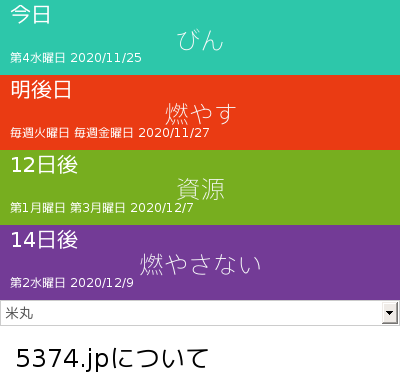 今日
びん
第4水曜日 2020/11/25
明後日
燃やす
毎週火曜日 毎週金曜日 2020/11/27
12日後
資源
第1月曜日 第3月曜日 2020/12/7
14日後
燃やさない
第2水曜日 2020/12/9
米丸
5374.jpについて